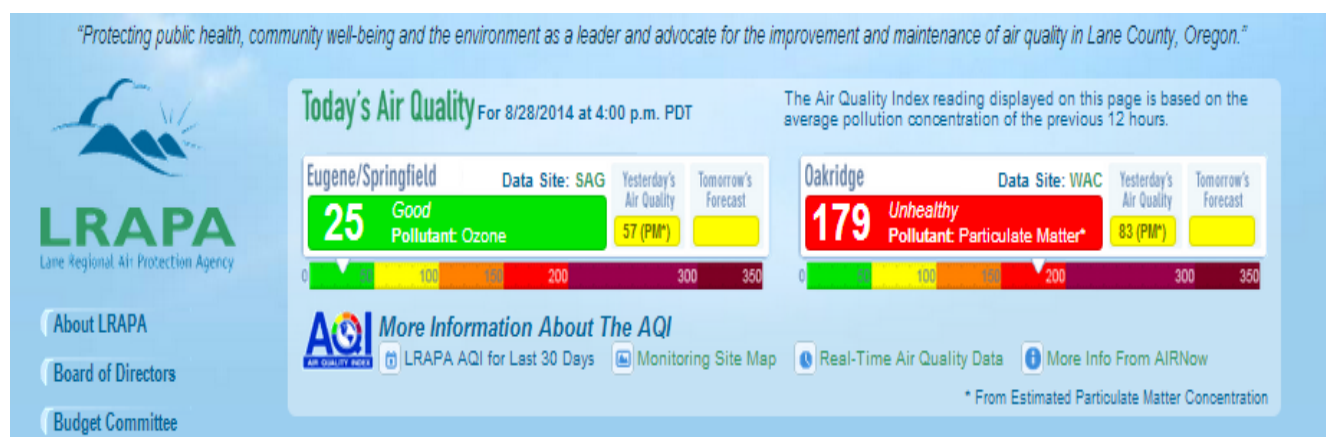 "Protecting public health, community well-being and the environment as a leader and advocate for the improvement and maintenance of air quality in Lane County, Oregon."
LRAPA
Lane Regional Air Protection Agency
About LRAPA
Board of Directors
Budget Committee
Today's Air Quality For 8/28/2014 at 4:00 p.m. PDT
The Air Quality Index reading displayed on this page is based on the
average pollution concentration of the previous 12 hours.
Eugene/Springfield
Data Site: SAG
25
Good
Pollutant: Ozone
Yesterday's
Air Quality
57 (PM*)
Tomorrow's
Forecast
0 50 100 150 200 300 350
Oakridge
Data Site: WAC
179
Unhealthy
Pollutant: Particulate Matter*
Yesterday's
Air Quality
83 (PM*)
Tomorrow's
Forecast
0 50 100 150 200 300 350
AQI
AIR QUALITY INDEX
More Information About The AQI
LRAPA AQI for Last 30 Days
Monitoring Site Map
Real-Time Air Quality Data
More Info From AIRNow
* From Estimated Particulate Matter Concentration